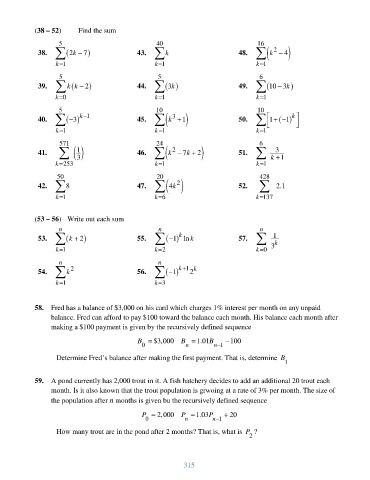 (38 – 52) Find the sum
38. \sum_{k=1}^{5} (2k − 7)
43. \sum_{k=1}^{40} k
48. \sum_{k=1}^{16} (k^2 − 4)
39. \sum_{k=0}^{5} k(k − 2)
44. \sum_{k=1}^{5} (3k)
49. \sum_{k=1}^{6} (10 − 3k)
40. \sum_{k=1}^{5} (−3)^{k−1}
45. \sum_{k=1}^{10} (k^3 + 1)
50. \sum_{k=1}^{10} [1 + (−1)^k]
41. \sum_{k=253}^{571} (1/3)
46. \sum_{k=1}^{24} (k^2 − 7k + 2)
51. \sum_{k=1}^{6} 3/(k + 1)
42. \sum_{k=1}^{50} 8
47. \sum_{k=6}^{20} (4k^2)
52. \sum_{k=137}^{428} 2.1
(53 – 56) Write out each sum
53. \sum_{k=1}^{n} (k + 2)
55. \sum_{k=2}^{n} (−1)^k ln k
57. \sum_{k=0}^{n} 1/3^k
54. \sum_{k=1}^{n} k^2
56. \sum_{k=3}^{n} (−1)^{k+1} 2^k
58. Fred has a balance of $3,000 on his card which charges 1% interest per month on any unpaid
balance. Fred can afford to pay $100 toward the balance each month. His balance each month after
making a $100 payment is given by the recursively defined sequence
B_0 = $3,000 B_n = 1.01B_{n−1} − 100
Determine Fred's balance after making the first payment. That is, determine B_1
59. A pond currently has 2,000 trout in it. A fish hatchery decides to add an additional 20 trout each
month. Is it also known that the trout population is grwoing at a rate of 3% per month. The size of
the population after n months is given bu the recursively defined sequence
P_0 = 2,000 P_n = 1.03P_{n−1} + 20
How many trout are in the pond after 2 months? That is, what is P_2 ?
315